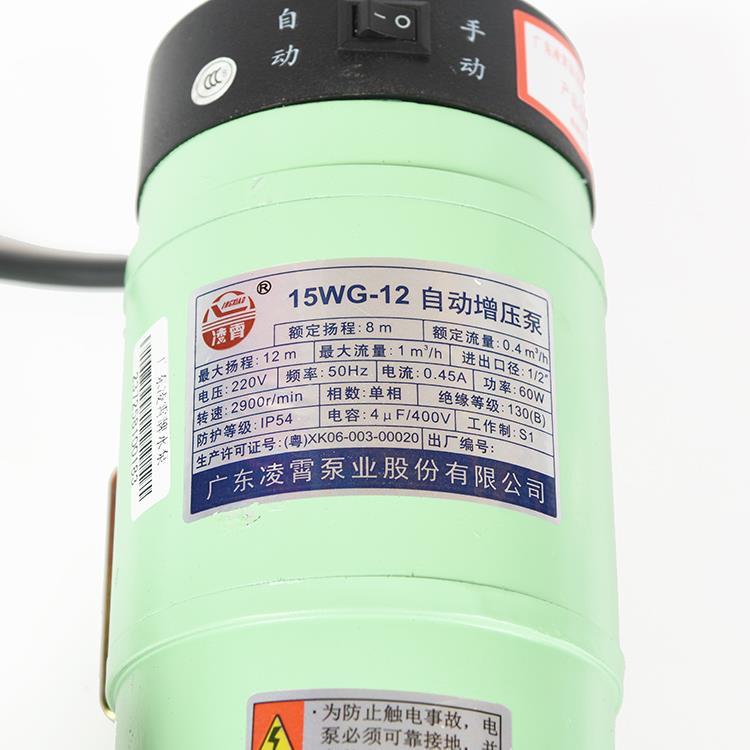 自动
手动
CCC
LINGXIAO
凌霄
®
15WG-12 自动增压泵
额定扬程: 8 m 额定流量: 0.4 m³/h
最大扬程: 12 m 最大流量: 1 m³/h 进出口径: 1/2"
电压: 220V 频率: 50Hz 电流: 0.45A 功率: 60W
转速: 2900r/min 相数: 单相 绝缘等级: 130(B)
防护等级: IP54 电容: 4μF/400V 工作制: S1
生产许可证号: (粤)XK06-003-00020 出厂编号:
广东凌霄泵业股份有限公司
·为防止触电事故，电
泵必须可靠接地，并